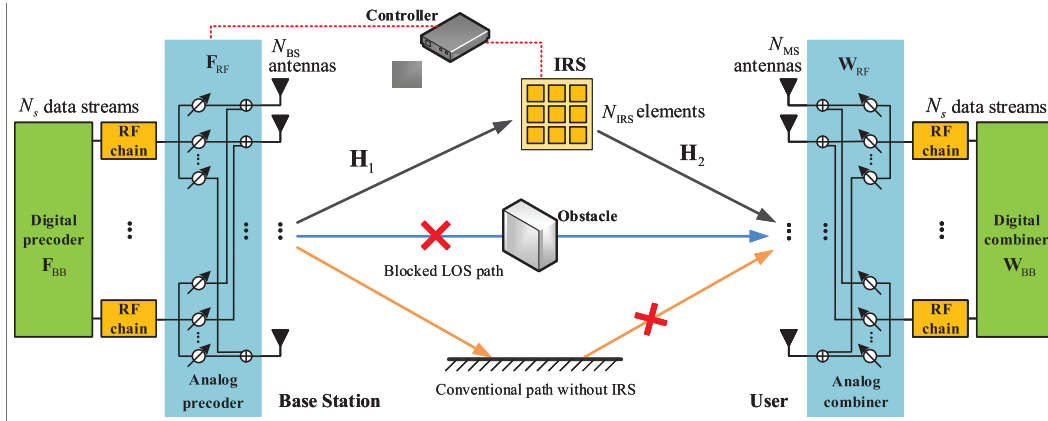 Controller
N_BS
antennas
F_RF
IRS
N_MS
antennas
W_RF
N_s data streams
RF
chain
N_IRS elements
N_s data streams
RF
chain
H_1
H_2
Digital
precoder
F_BB
Obstacle
Digital
combiner
W_BB
Blocked LOS path
RF
chain
RF
chain
Analog
precoder
Base Station
Conventional path without IRS
User
Analog
combiner